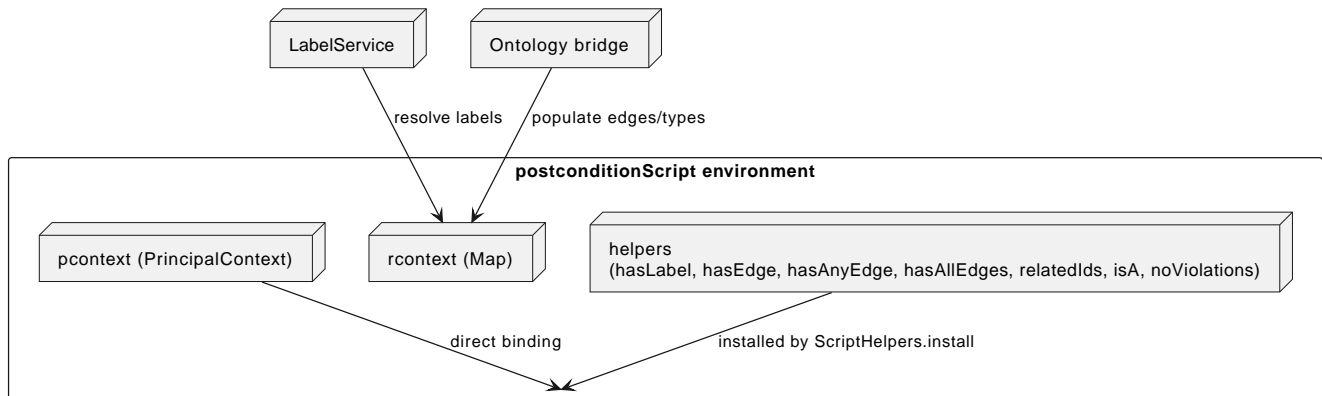 LabelService
Ontology bridge
resolve labels
populate edges/types
postconditionScript environment
pcontext (PrincipalContext)
rcontext (Map)
helpers
(hasLabel, hasEdge, hasAnyEdge, hasAllEdges, relatedIds, isA, noViolations)
direct binding
installed by ScriptHelpers.install